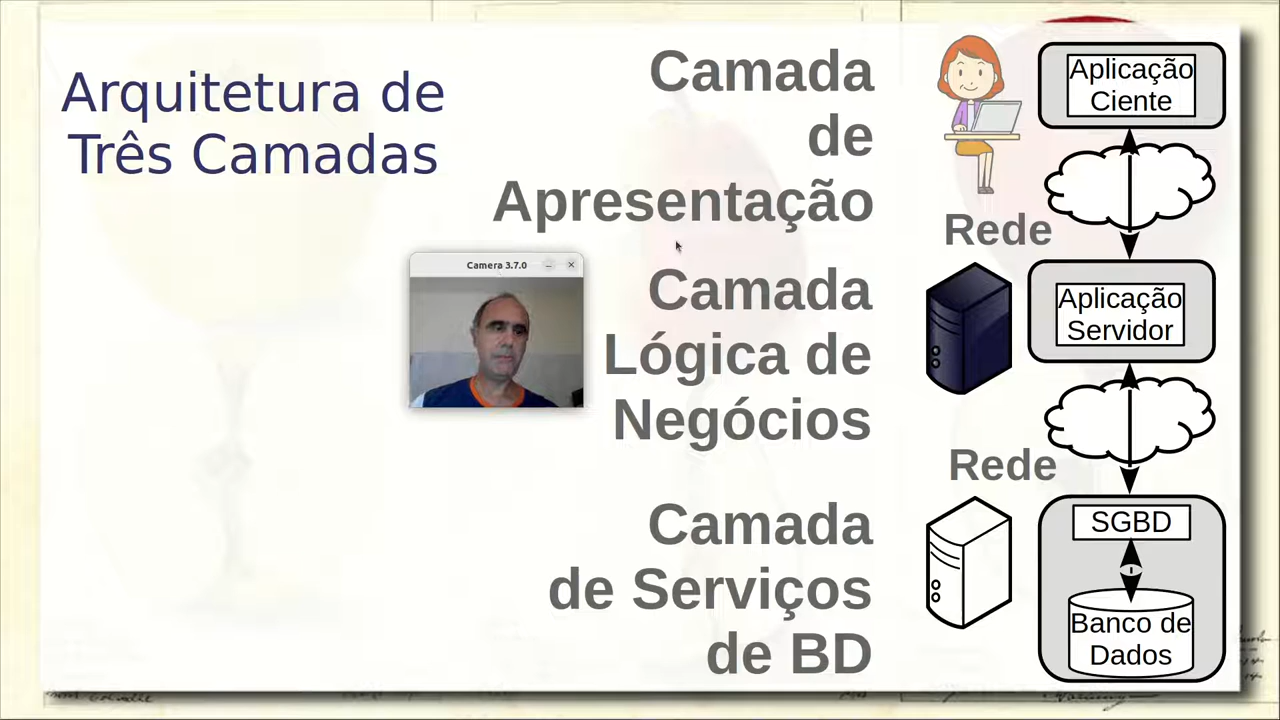 Arquitetura de
Três Camadas
Camada
de
Apresentação
Aplicação
Ciente
Rede
Camera 3.7.0
Camada
Lógica de
Negócios
Aplicação
Servidor
Rede
Camada
de Serviços
de BD
SGBD
Banco de
Dados